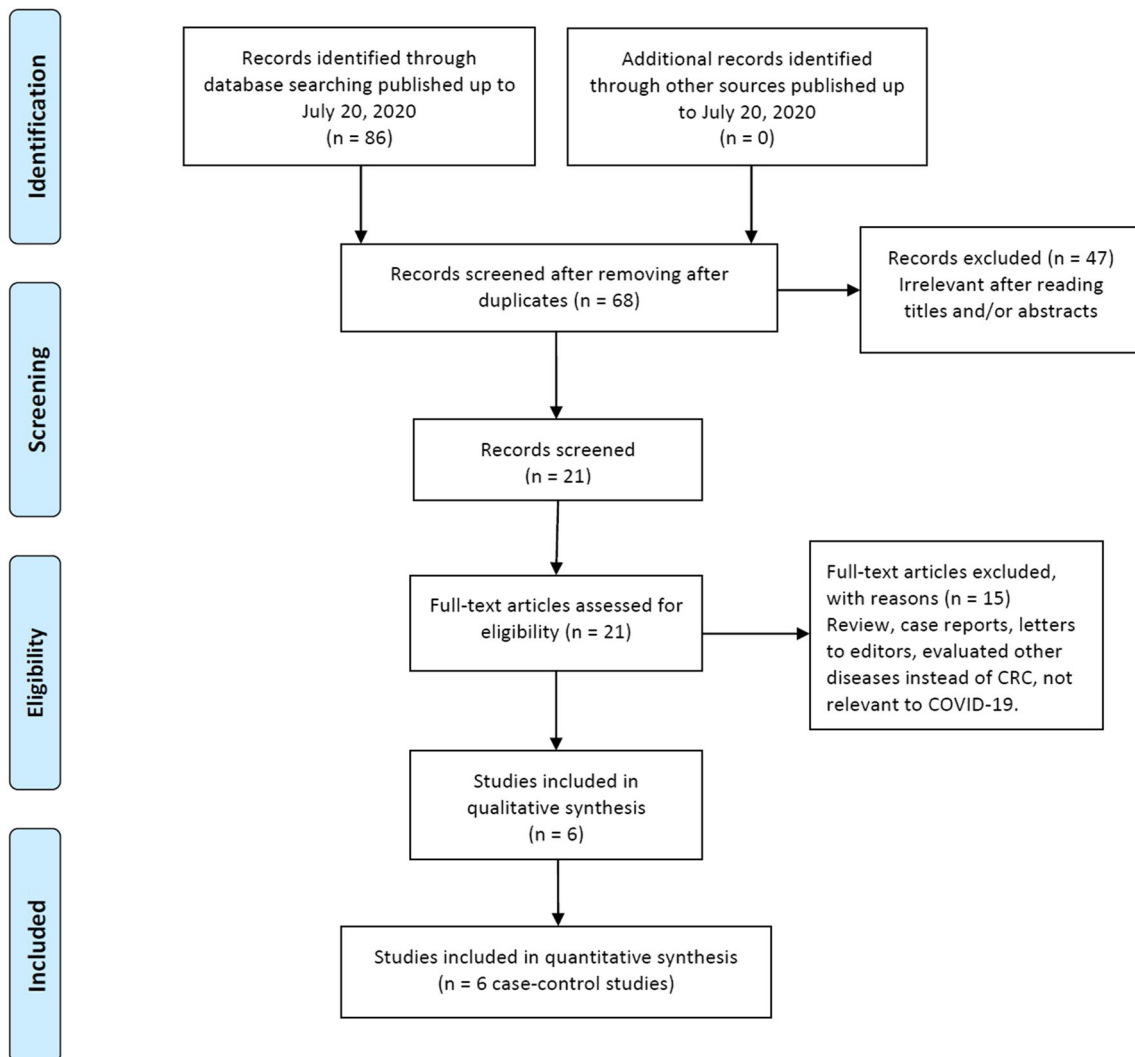 Identification
Records identified through
database searching published up to
July 20, 2020
(n = 86)
Additional records identified
through other sources published up
to July 20, 2020
(n = 0)
Records screened after removing after
duplicates (n = 68)
Records excluded (n = 47)
Irrelevant after reading
titles and/or abstracts
Screening
Records screened
(n = 21)
Eligibility
Full-text articles assessed for
eligibility (n = 21)
Full-text articles excluded,
with reasons (n = 15)
Review, case reports, letters
to editors, evaluated other
diseases instead of CRC, not
relevant to COVID-19.
Studies included in
qualitative synthesis
(n = 6)
Included
Studies included in quantitative synthesis
(n = 6 case-control studies)